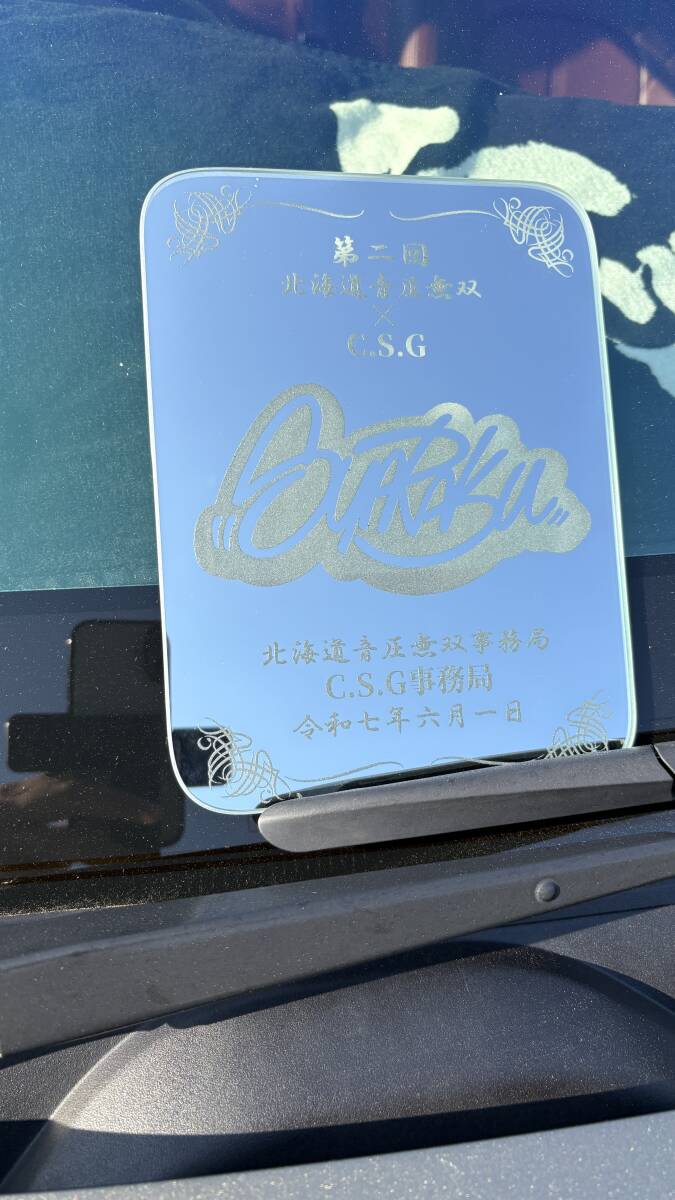 第二回
北海道音圧無双
×
C.S.G
北海道音圧無双事務局
C.S.G事務局
令和七年六月一日